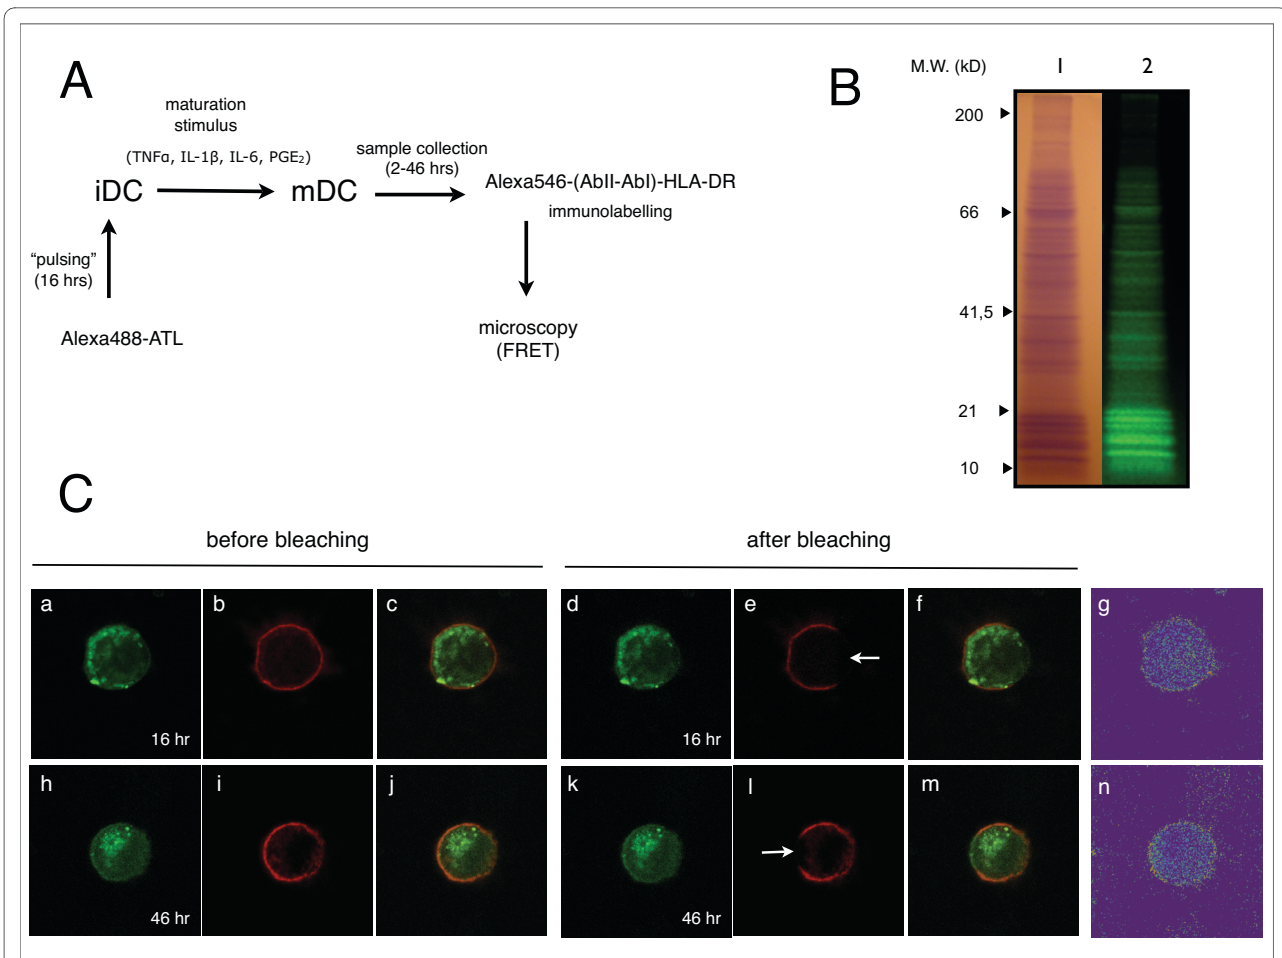 A
maturation
stimulus
(TNFα, IL-1β, IL-6, PGE₂)
iDC
mDC
sample collection
(2-46 hrs)
Alexa546-(AbII-AbI)-HLA-DR
immunolabelling
“pulsing”
(16 hrs)
Alexa488-ATL
microscopy
(FRET)
B
M.W. (kD)
1
2
200
66
41,5
21
10
C
before bleaching
after bleaching
a
16 hr
b
c
d
16 hr
e
f
g
h
46 hr
i
j
k
46 hr
l
m
n